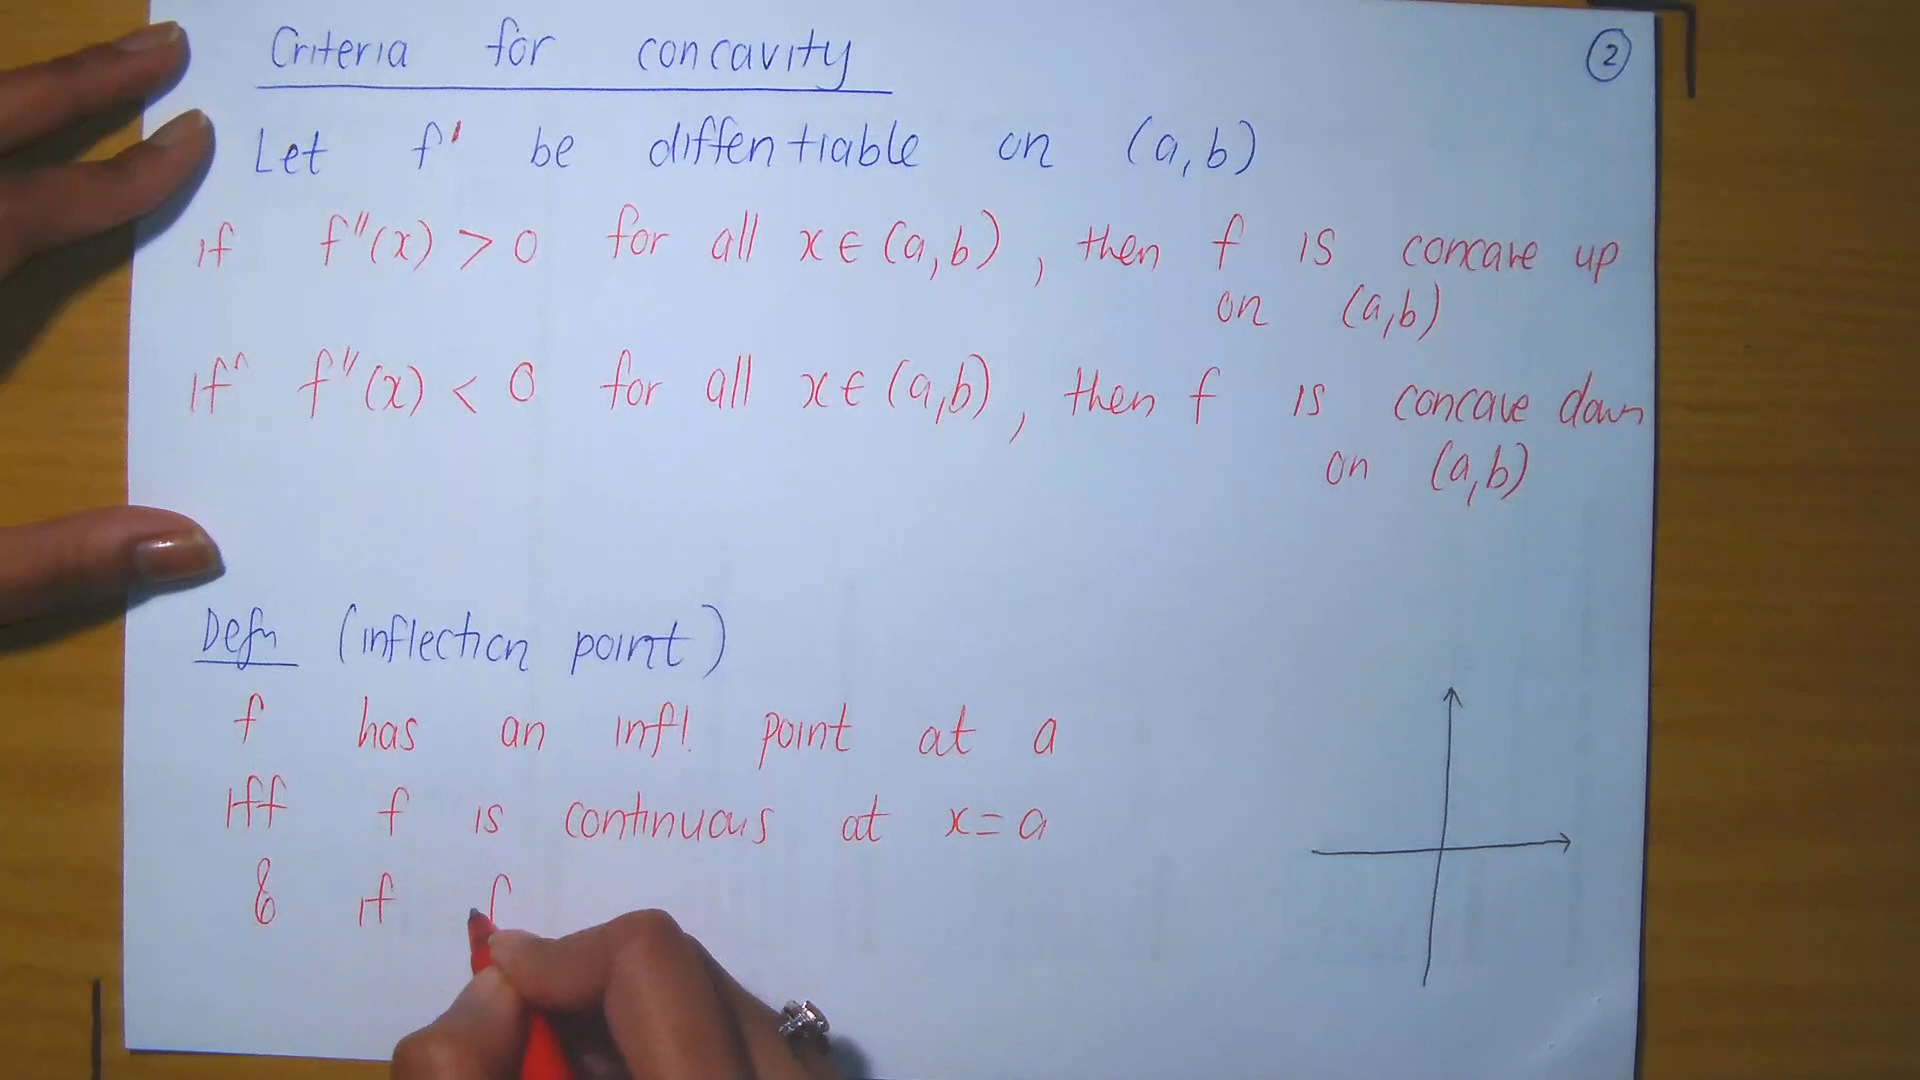 Criteria for concavity
2
Let f' be diffentiable on (a,b)
if f''(x) > 0 for all x∈(a,b), then f is concave up
on (a,b)
if f''(x) < 0 for all x∈(a,b), then f is concave down
on (a,b)
Defn (inflection point)
f has an infl. point at a
iff f is continuous at x=a
& if f